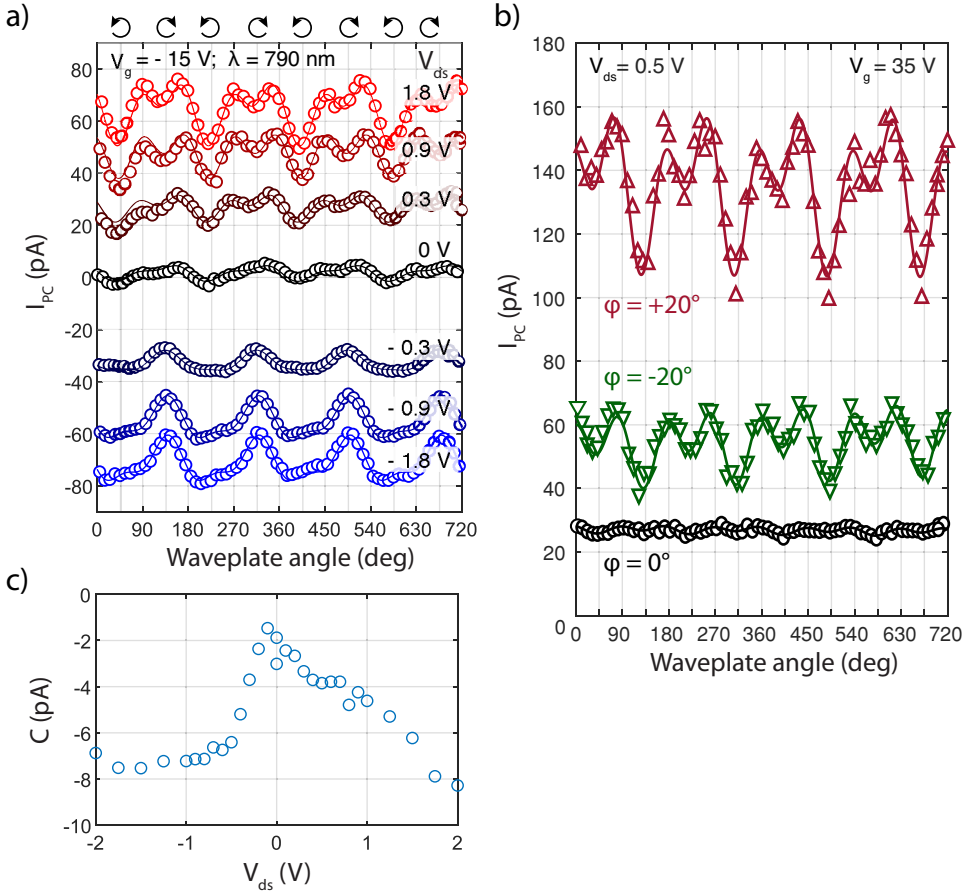 a)
V_g = - 15 V; λ = 790 nm V_ds
1.8 V
0.9 V
0.3 V
0 V
- 0.3 V
- 0.9 V
- 1.8 V
80
60
40
20
0
-20
-40
-60
-80
I_PC (pA)
0 90 180 270 360 450 540 630 720
Waveplate angle (deg)
b)
V_ds = 0.5 V V_g = 35 V
180
160
140
120
100
80
60
40
20
0
I_PC (pA)
φ = +20°
φ = -20°
φ = 0°
0 90 180 270 360 450 540 630 720
Waveplate angle (deg)
c)
0
-2
-4
-6
-8
-10
C (pA)
-2 -1 0 1 2
V_ds (V)